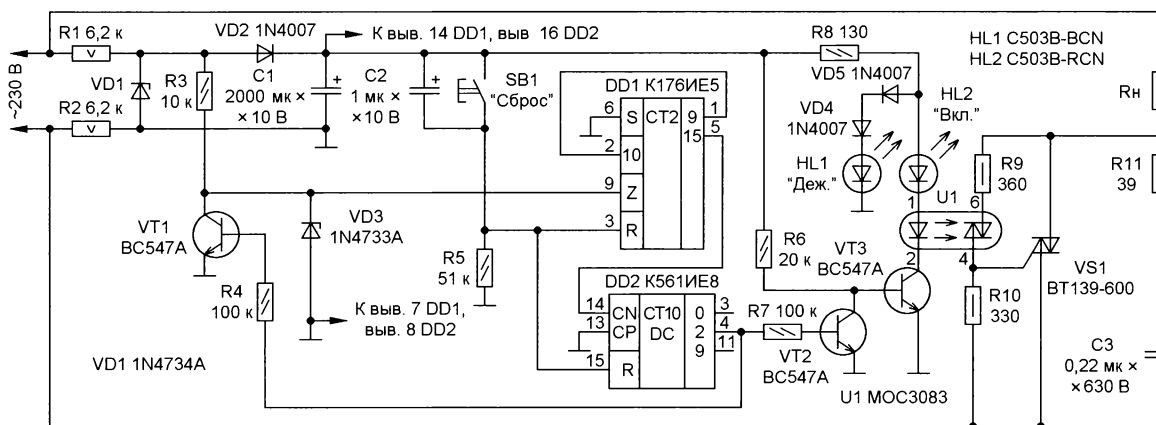 R1 6,2 к
VD2 1N4007
К выв. 14 DD1, выв 16 DD2
R8 130
HL1 C503B-BCN
HL2 C503B-RCN
~230 В
VD1
R3
10 к
C1
2000 мк ×
×10 В
+
C2
1 мк ×
×10 В
+
SB1
"Сброс"
DD1 К176ИЕ5
VD5 1N4007
VD4
1N4007
HL2
"Вкл."
Rн
R2 6,2 к
6
S
CT2
9
1
15
5
2
10
9
Z
3
R
HL1
"Деж."
R9
360
R11
39
1
U1
6
VT1
BC547A
VD3
1N4733A
R5
51 к
R6
20 к
VT3
BC547A
2
4
VS1
BT139-600
R4
100 к
К выв. 7 DD1,
выв. 8 DD2
DD2 К561ИЕ8
14
CN
CT10
0
3
13
CP
DC
2
4
9
11
15
R
R7 100 к
R10
330
VT2
BC547A
C3
0,22 мк ×
×630 В
VD1 1N4734A
U1 MOC3083